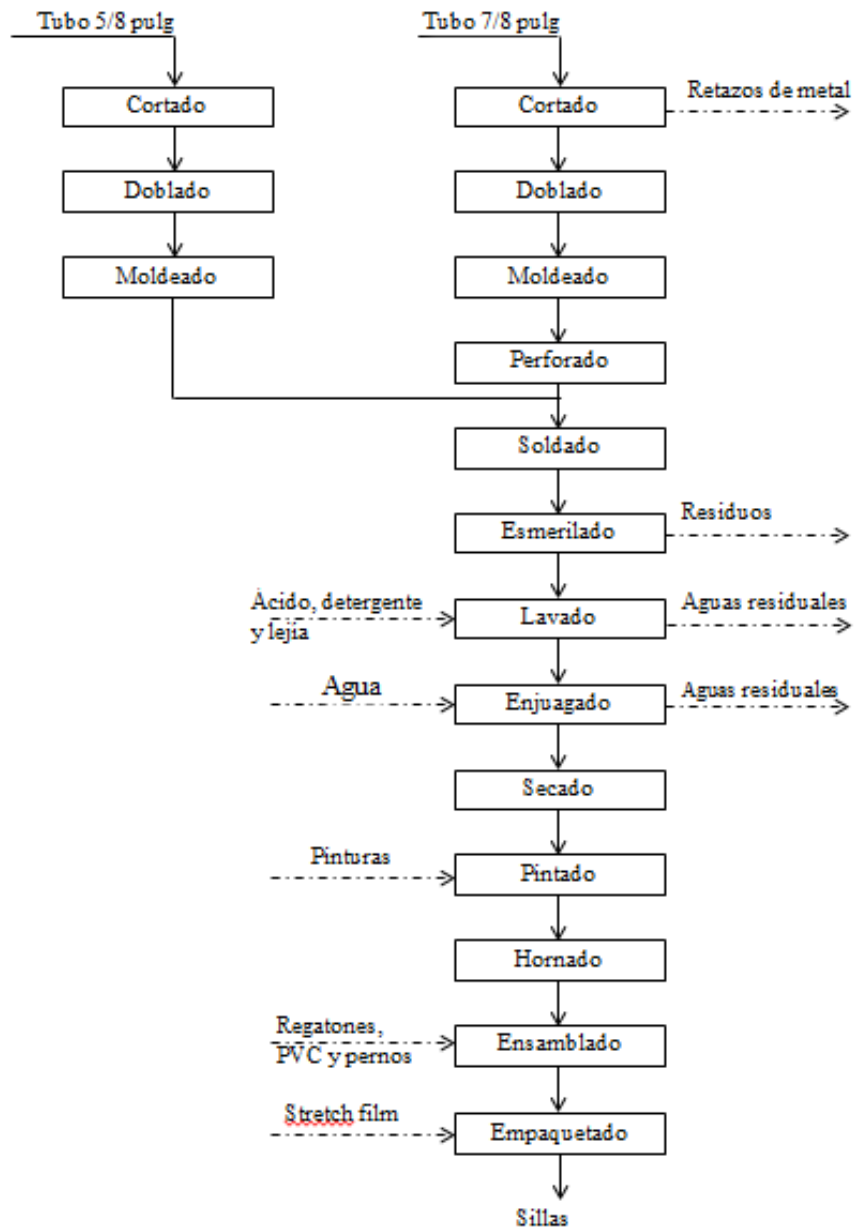 Tubo 5/8 pulg
Tubo 7/8 pulg
Cortado
Cortado
Retazos de metal
Doblado
Doblado
Moldeado
Moldeado
Perforado
Soldado
Esmerilado
Residuos
Ácido, detergente
y lejía
Lavado
Aguas residuales
Agua
Enjuagado
Aguas residuales
Secado
Pinturas
Pintado
Hornado
Regatones,
PVC y pernos
Ensamblado
Stretch film
Empaquetado
Sillas